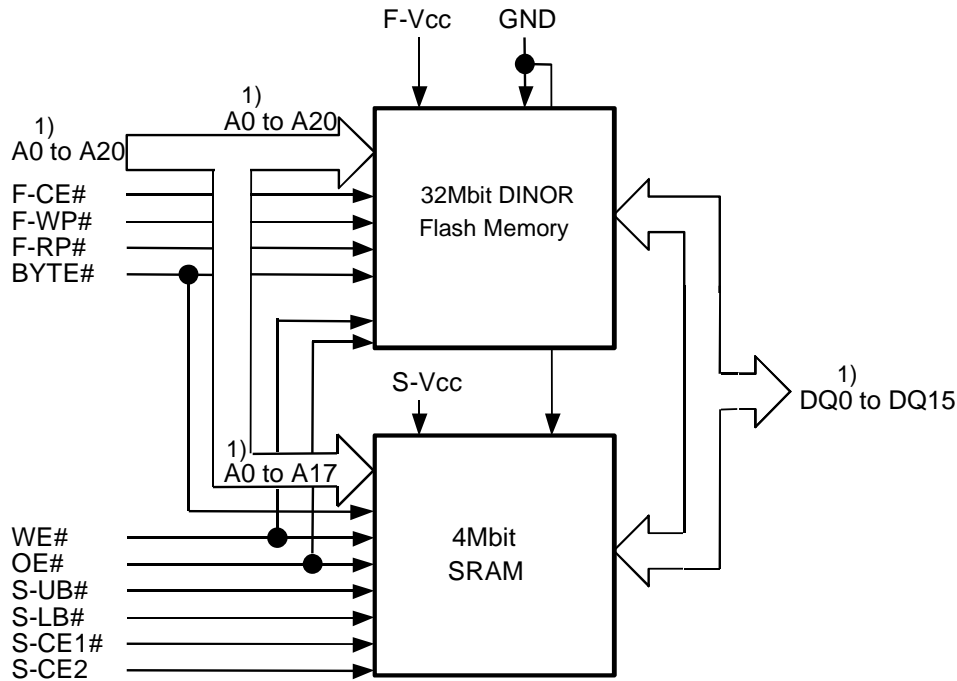 F-Vcc
GND
1)
A0 to A20
1)
A0 to A20
F-CE#
F-WP#
F-RP#
BYTE#
32Mbit DINOR
Flash Memory
S-Vcc
1)
DQ0 to DQ15
1)
A0 to A17
WE#
OE#
S-UB#
S-LB#
S-CE1#
S-CE2
4Mbit
SRAM